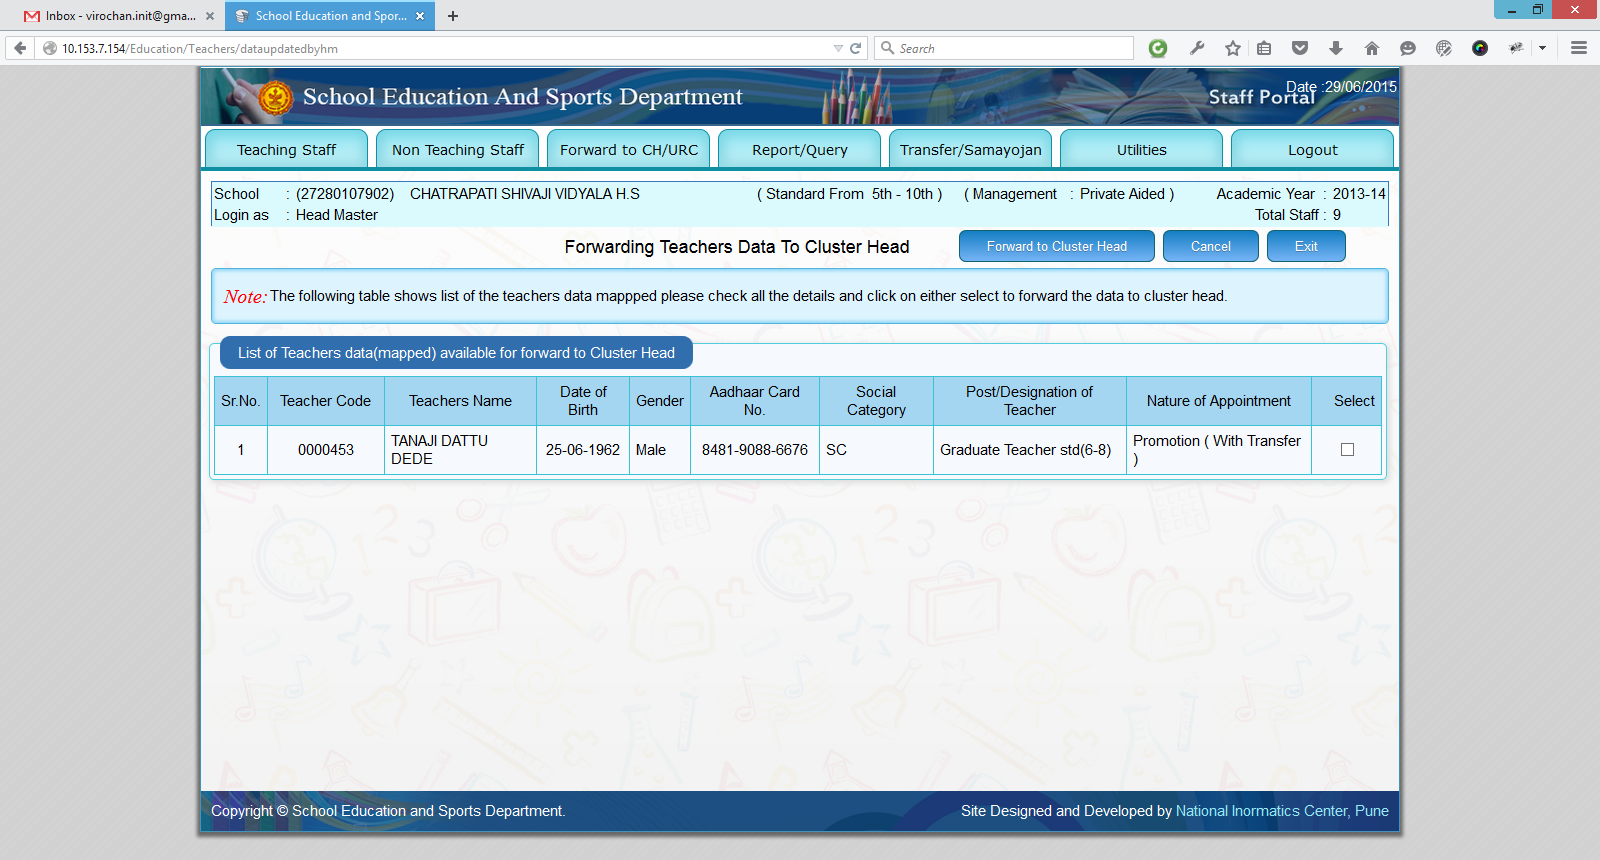 Inbox - virochan.init@gma...
School Education and Spor...
10.153.7.154/Education/Teachers/dataupdatedbyhm
Search
School Education And Sports Department
Date :29/06/2015
Staff Portal
Teaching Staff
Non Teaching Staff
Forward to CH/URC
Report/Query
Transfer/Samayojan
Utilities
Logout
School : (27280107902) CHATRAPATI SHIVAJI VIDYALA H.S ( Standard From 5th - 10th ) ( Management : Private Aided ) Academic Year : 2013-14
Login as : Head Master Total Staff : 9
Forwarding Teachers Data To Cluster Head
Forward to Cluster Head
Cancel
Exit
Note: The following table shows list of the teachers data mappped please check all the details and click on either select to forward the data to cluster head.
List of Teachers data(mapped) available for forward to Cluster Head
Sr.No.
Teacher Code
Teachers Name
Date of
Birth
Gender
Aadhaar Card
No.
Social
Category
Post/Designation of
Teacher
Nature of Appointment
Select
1
0000453
TANAJI DATTU
DEDE
25-06-1962
Male
8481-9088-6676
SC
Graduate Teacher std(6-8)
Promotion ( With Transfer
)
Copyright © School Education and Sports Department.
Site Designed and Developed by National Inormatics Center, Pune